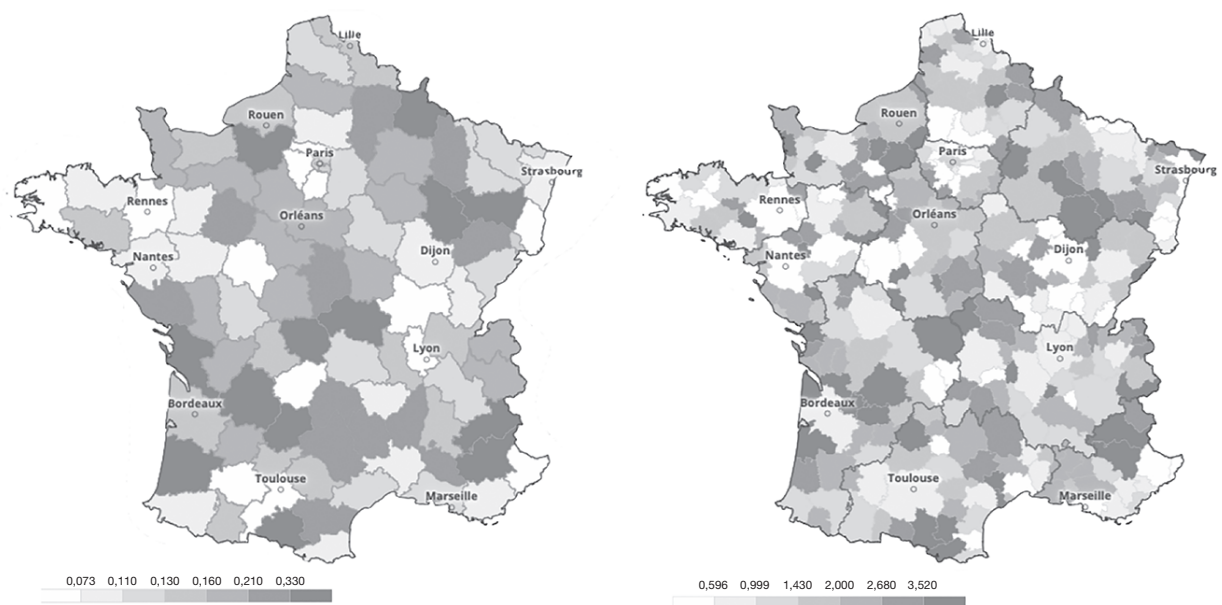 Lille
Rouen
Paris
Strasbourg
Rennes
Orléans
Nantes
Dijon
Lyon
Bordeaux
Toulouse
Marseille
0,073 0,110 0,130 0,160 0,210 0,330
Lille
Rouen
Paris
Strasbourg
Rennes
Orléans
Nantes
Dijon
Lyon
Bordeaux
Toulouse
Marseille
0,596 0,999 1,430 2,000 2,680 3,520